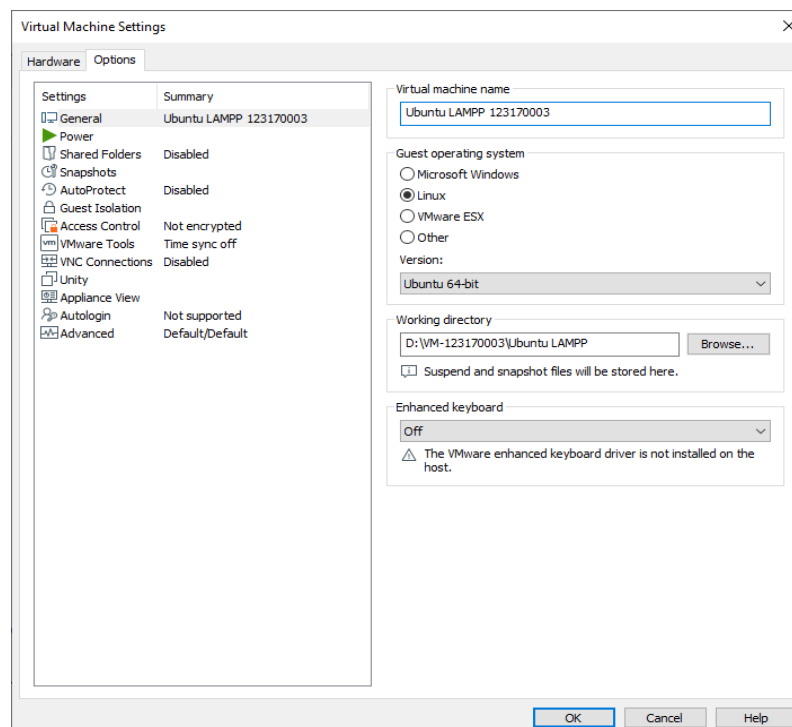 Virtual Machine Settings
Hardware Options
Settings Summary
General Ubuntu LAMPP 123170003
Power
Shared Folders Disabled
Snapshots
AutoProtect Disabled
Guest Isolation
Access Control Not encrypted
vm VMware Tools Time sync off
VNC Connections Disabled
Unity
Appliance View
Autologin Not supported
Advanced Default/Default
Virtual machine name
Ubuntu LAMPP 123170003
Guest operating system
Microsoft Windows
Linux
VMware ESX
Other
Version:
Ubuntu 64-bit
Working directory
D:\VM-123170003\Ubuntu LAMPP Browse...
Suspend and snapshot files will be stored here.
Enhanced keyboard
Off
The VMware enhanced keyboard driver is not installed on the
host.
OK Cancel Help